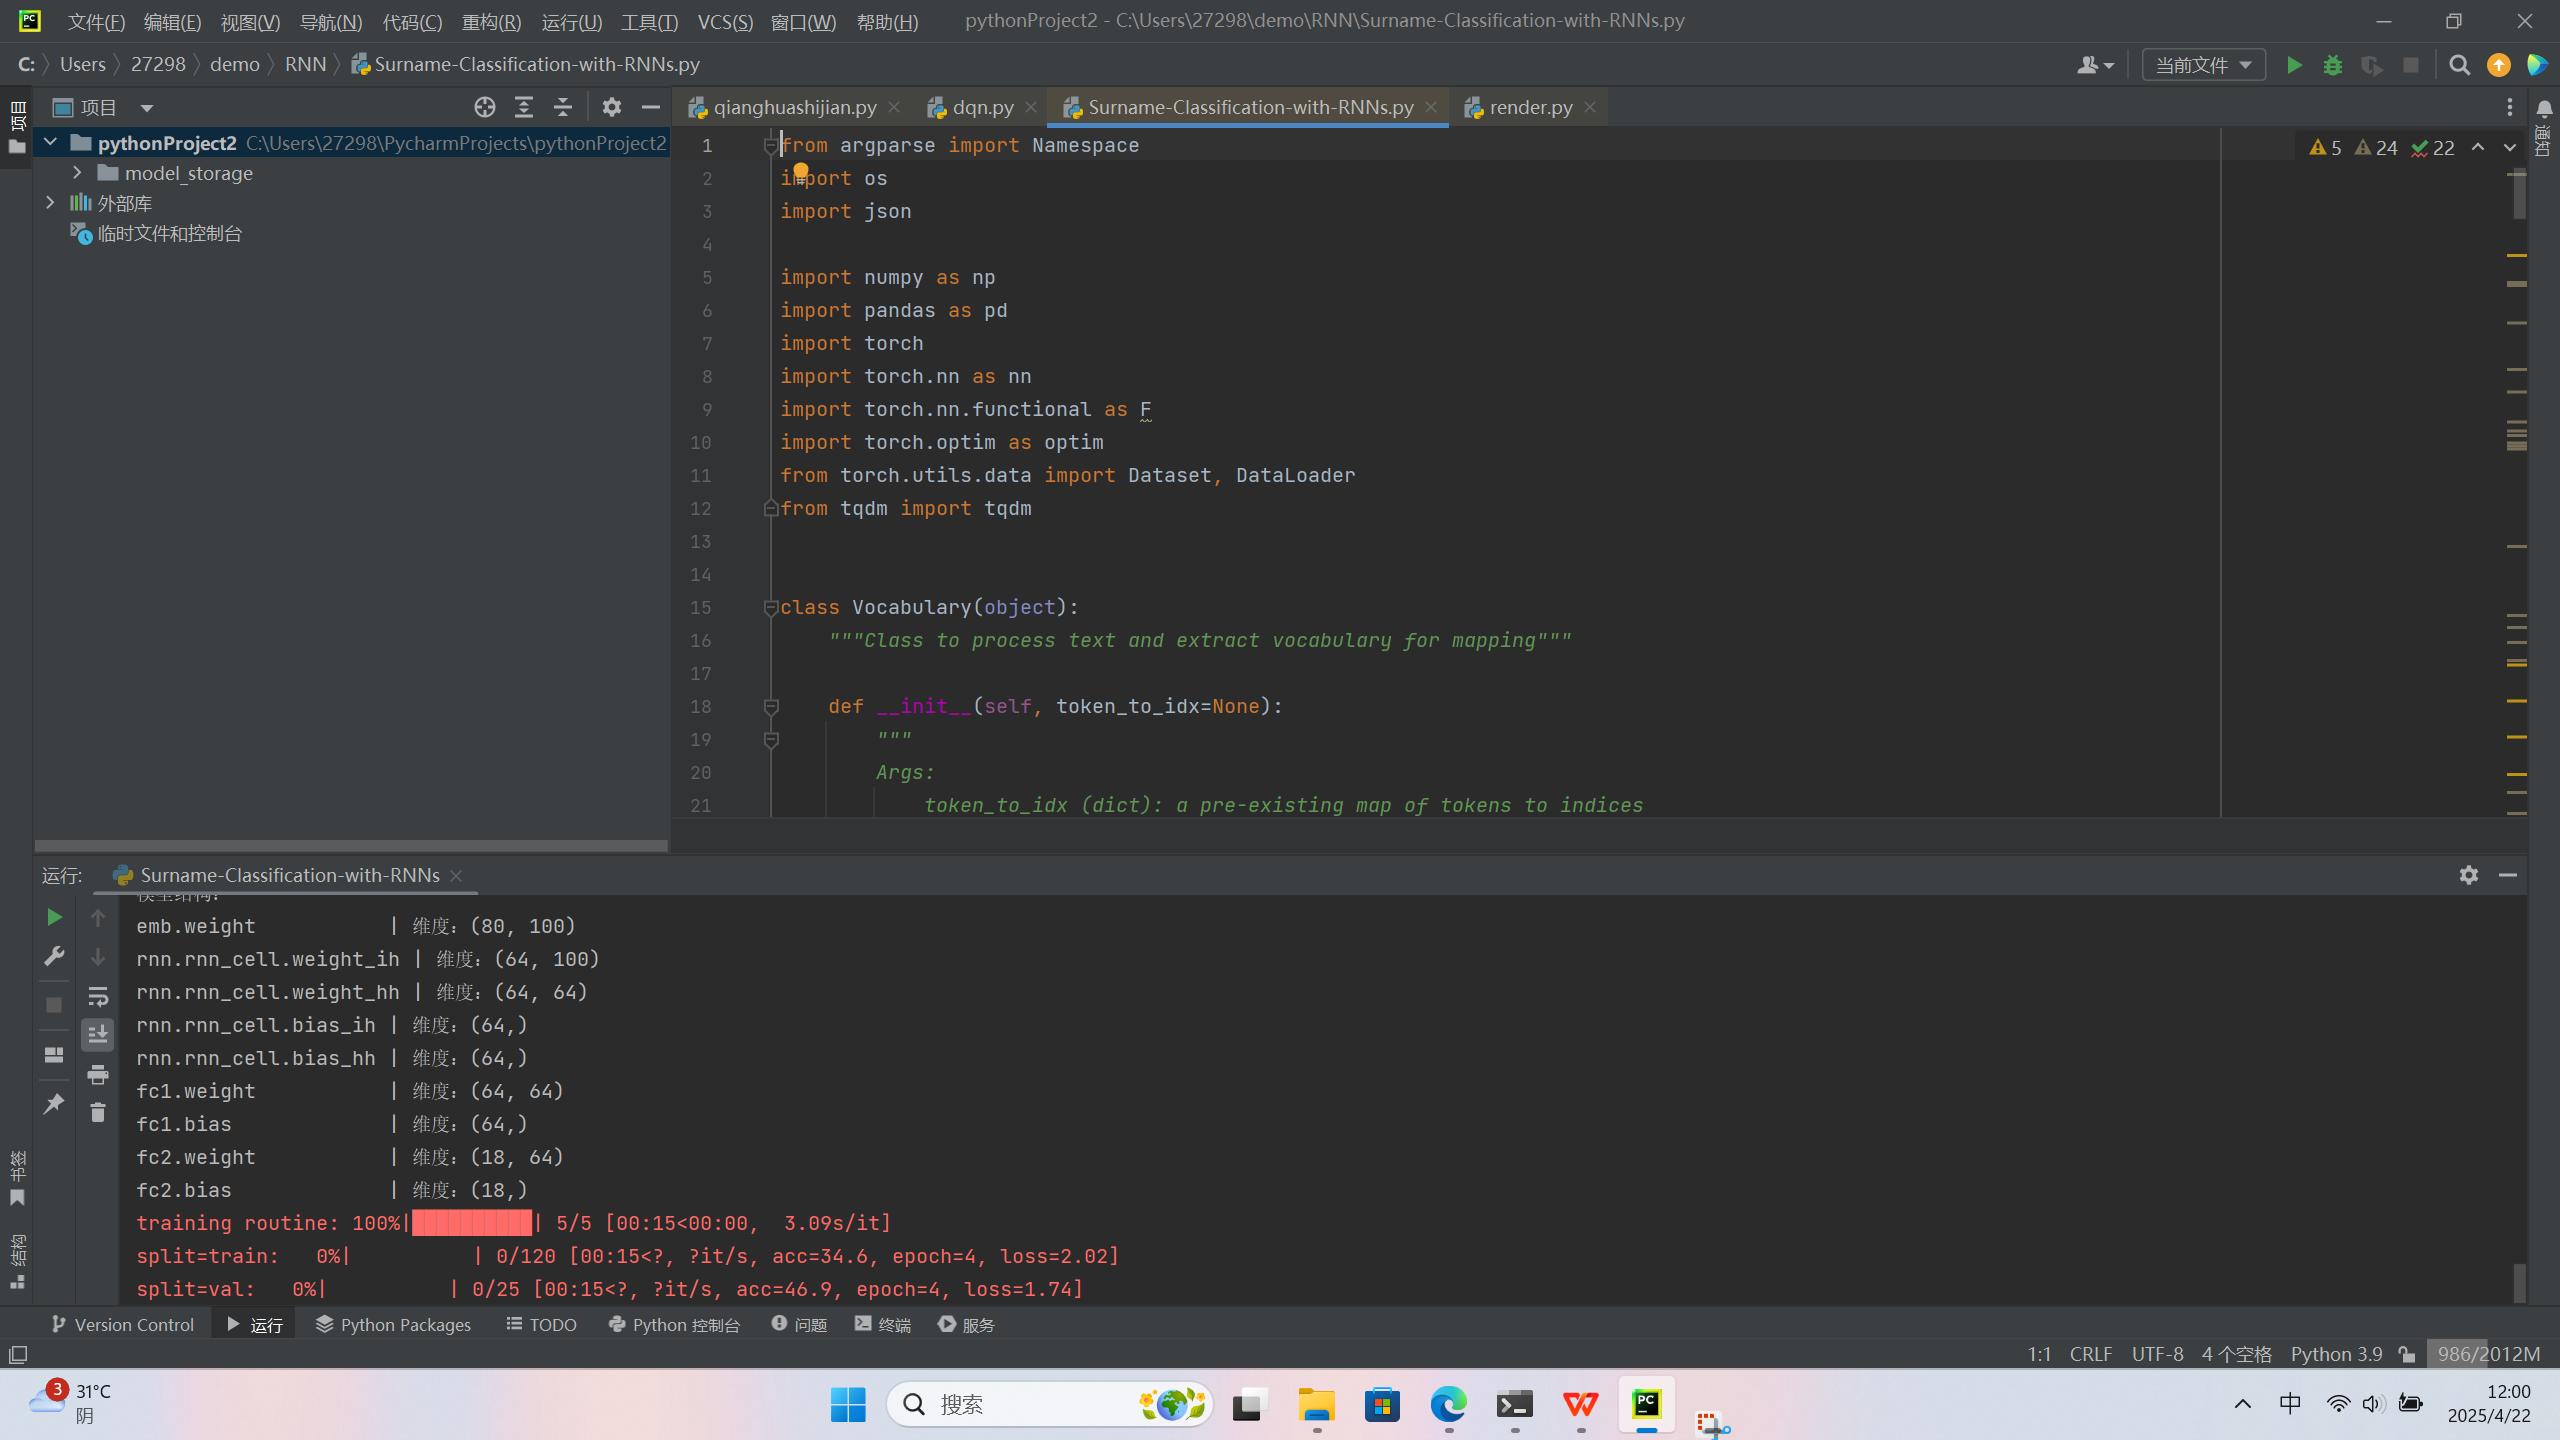 文件(F) 编辑(E) 视图(V) 导航(N) 代码(C) 重构(R) 运行(U) 工具(T) VCS(S) 窗口(W) 帮助(H) pythonProject2 - C:\Users\27298\demo\RNN\Surname-Classification-with-RNNs.py
C: Users 27298 demo RNN Surname-Classification-with-RNNs.py 当前文件
项目
项目
qianghuashijian.py dqn.py Surname-Classification-with-RNNs.py render.py
通知
pythonProject2 C:\Users\27298\PycharmProjects\pythonProject2
model_storage
外部库
临时文件和控制台
5 24 22
1 from argparse import Namespace
2 import os
3 import json
4
5 import numpy as np
6 import pandas as pd
7 import torch
8 import torch.nn as nn
9 import torch.nn.functional as F
10 import torch.optim as optim
11 from torch.utils.data import Dataset, DataLoader
12 from tqdm import tqdm
13
14
15 class Vocabulary(object):
16 """Class to process text and extract vocabulary for mapping"""
17
18 def __init__(self, token_to_idx=None):
19 """
20 Args:
21 token_to_idx (dict): a pre-existing map of tokens to indices
运行: Surname-Classification-with-RNNs
模型结构:
emb.weight | 维度: (80, 100)
rnn.rnn_cell.weight_ih | 维度: (64, 100)
rnn.rnn_cell.weight_hh | 维度: (64, 64)
rnn.rnn_cell.bias_ih | 维度: (64,)
rnn.rnn_cell.bias_hh | 维度: (64,)
fc1.weight | 维度: (64, 64)
fc1.bias | 维度: (64,)
fc2.weight | 维度: (18, 64)
fc2.bias | 维度: (18,)
training routine: 100%|██████████| 5/5 [00:15<00:00, 3.09s/it]
split=train: 0%| | 0/120 [00:15<?, ?it/s, acc=34.6, epoch=4, loss=2.02]
split=val: 0%| | 0/25 [00:15<?, ?it/s, acc=46.9, epoch=4, loss=1.74]
书签
结构
Version Control 运行 Python Packages TODO Python 控制台 问题 终端 服务
1:1 CRLF UTF-8 4 个空格 Python 3.9 986/2012M
3 31°C
阴
搜索
PC
中
12:00
2025/4/22